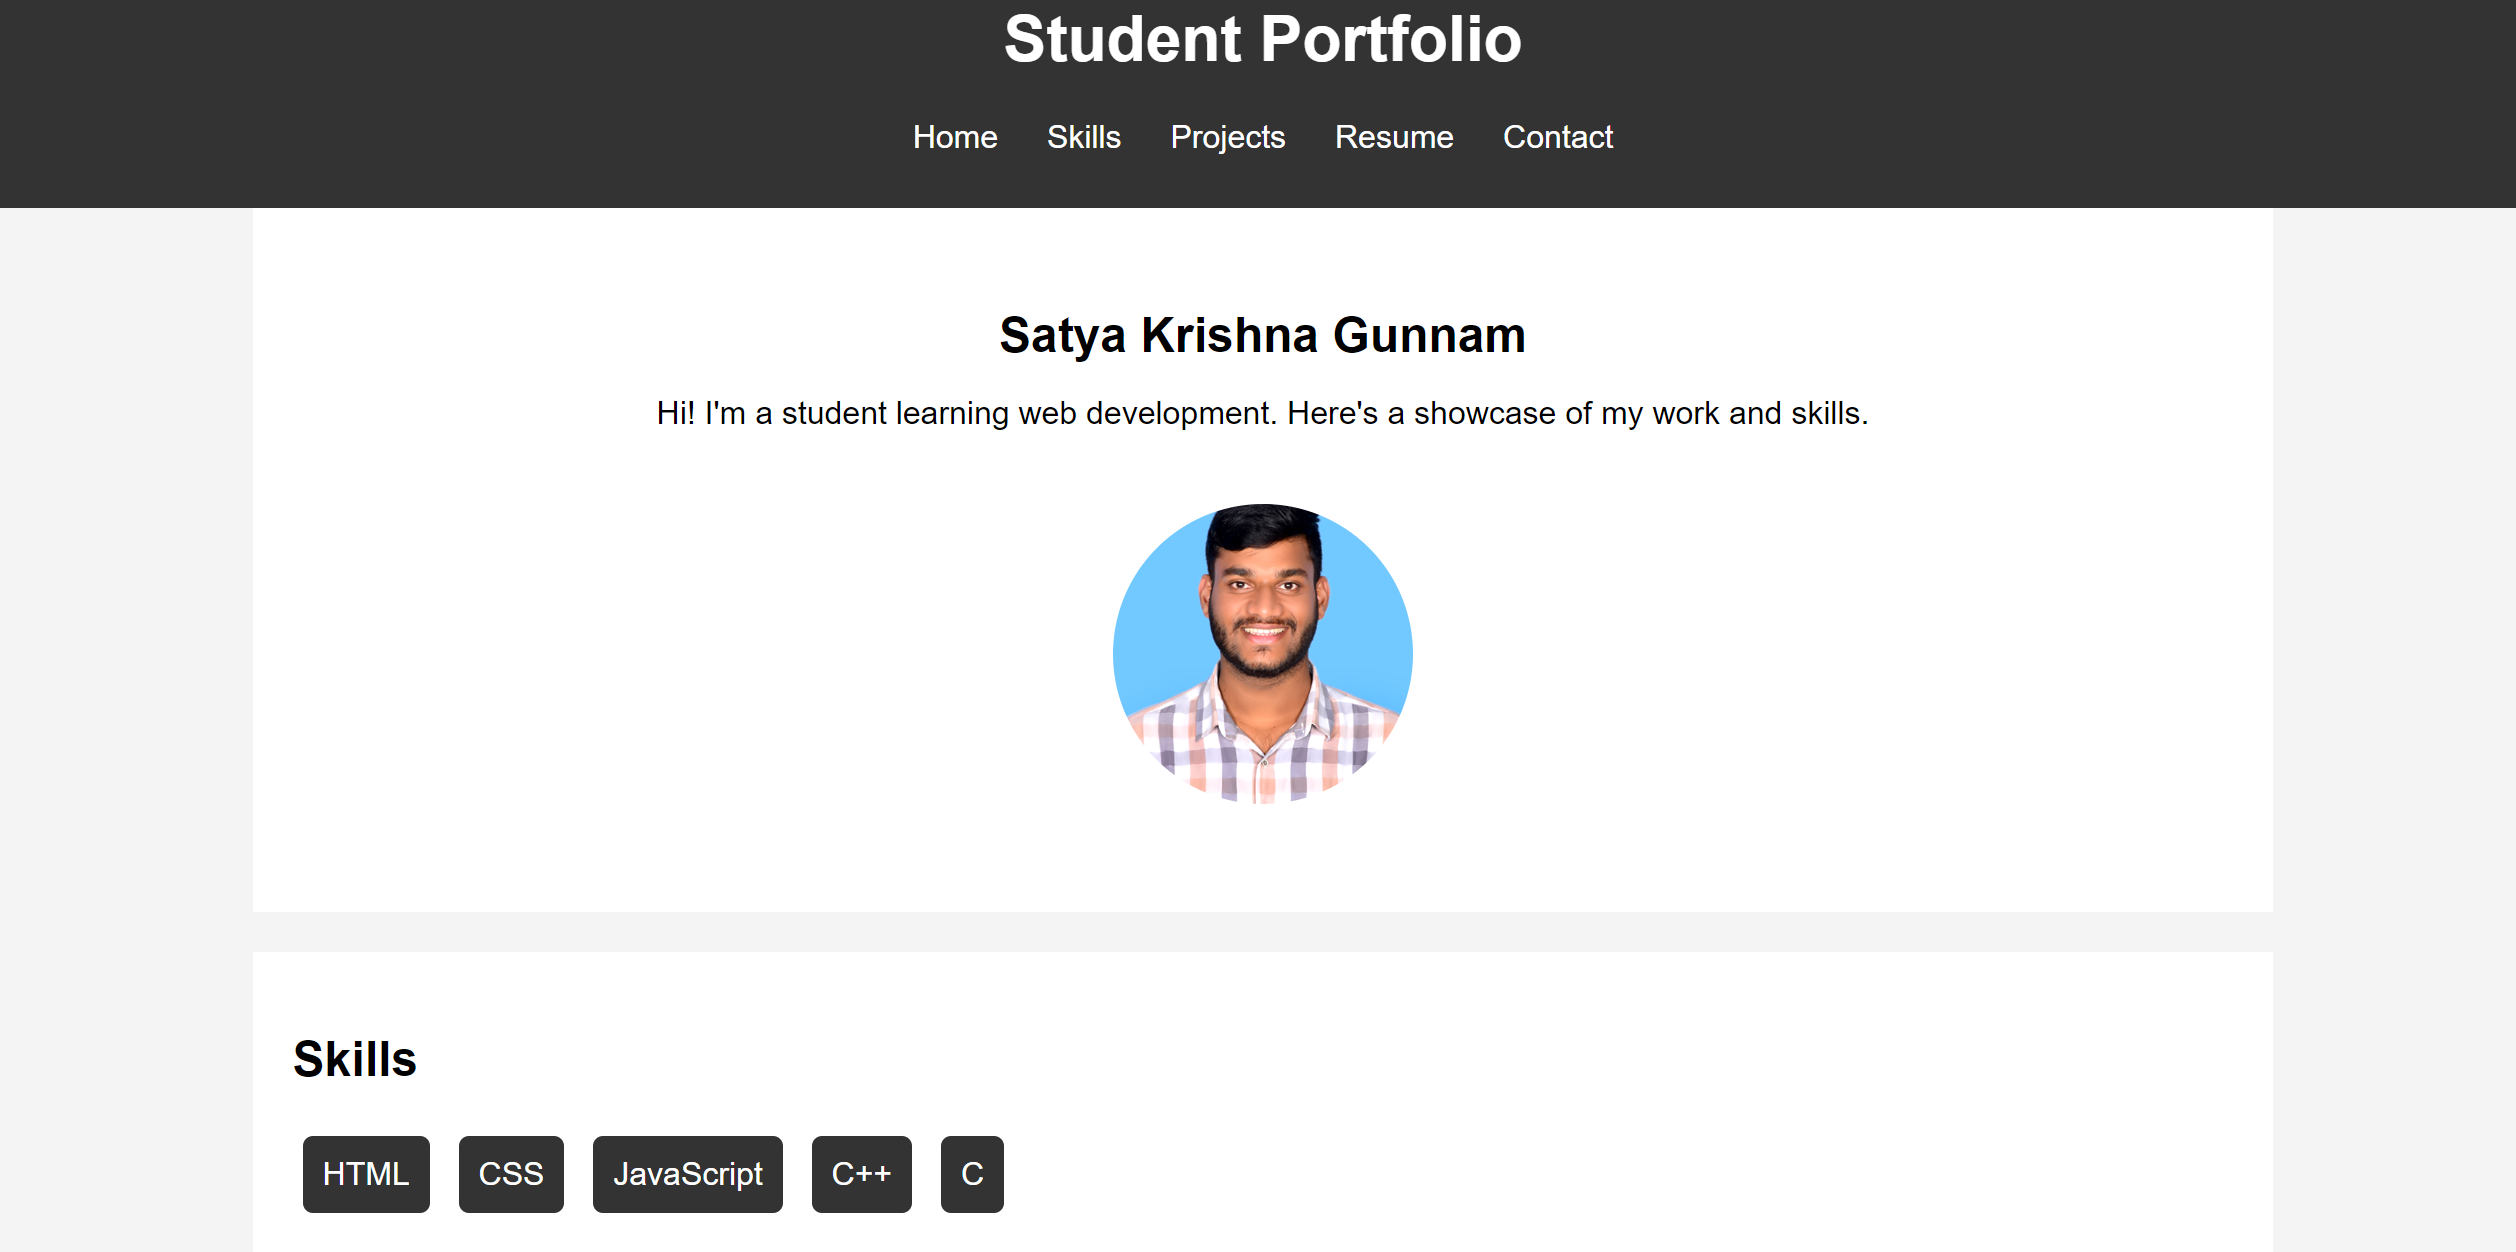 Student Portfolio
Home Skills Projects Resume Contact
Satya Krishna Gunnam
Hi! I'm a student learning web development. Here's a showcase of my work and skills.
Skills
HTML CSS JavaScript C++ C